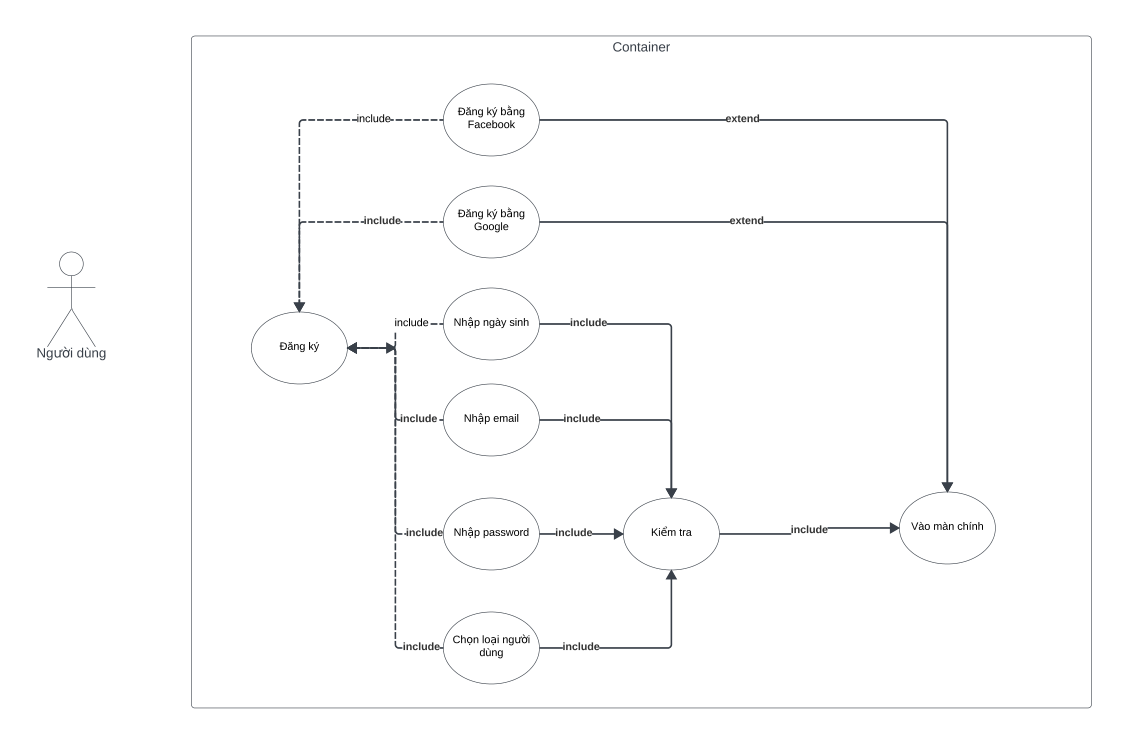 Container
Đăng ký bằng
Facebook
include
extend
Đăng ký bằng
Google
include
extend
Người dùng
Đăng ký
include
Nhập ngày sinh
include
include
Nhập email
include
include
Nhập password
include
Kiểm tra
include
Vào màn chính
include
Chọn loại người
dùng
include